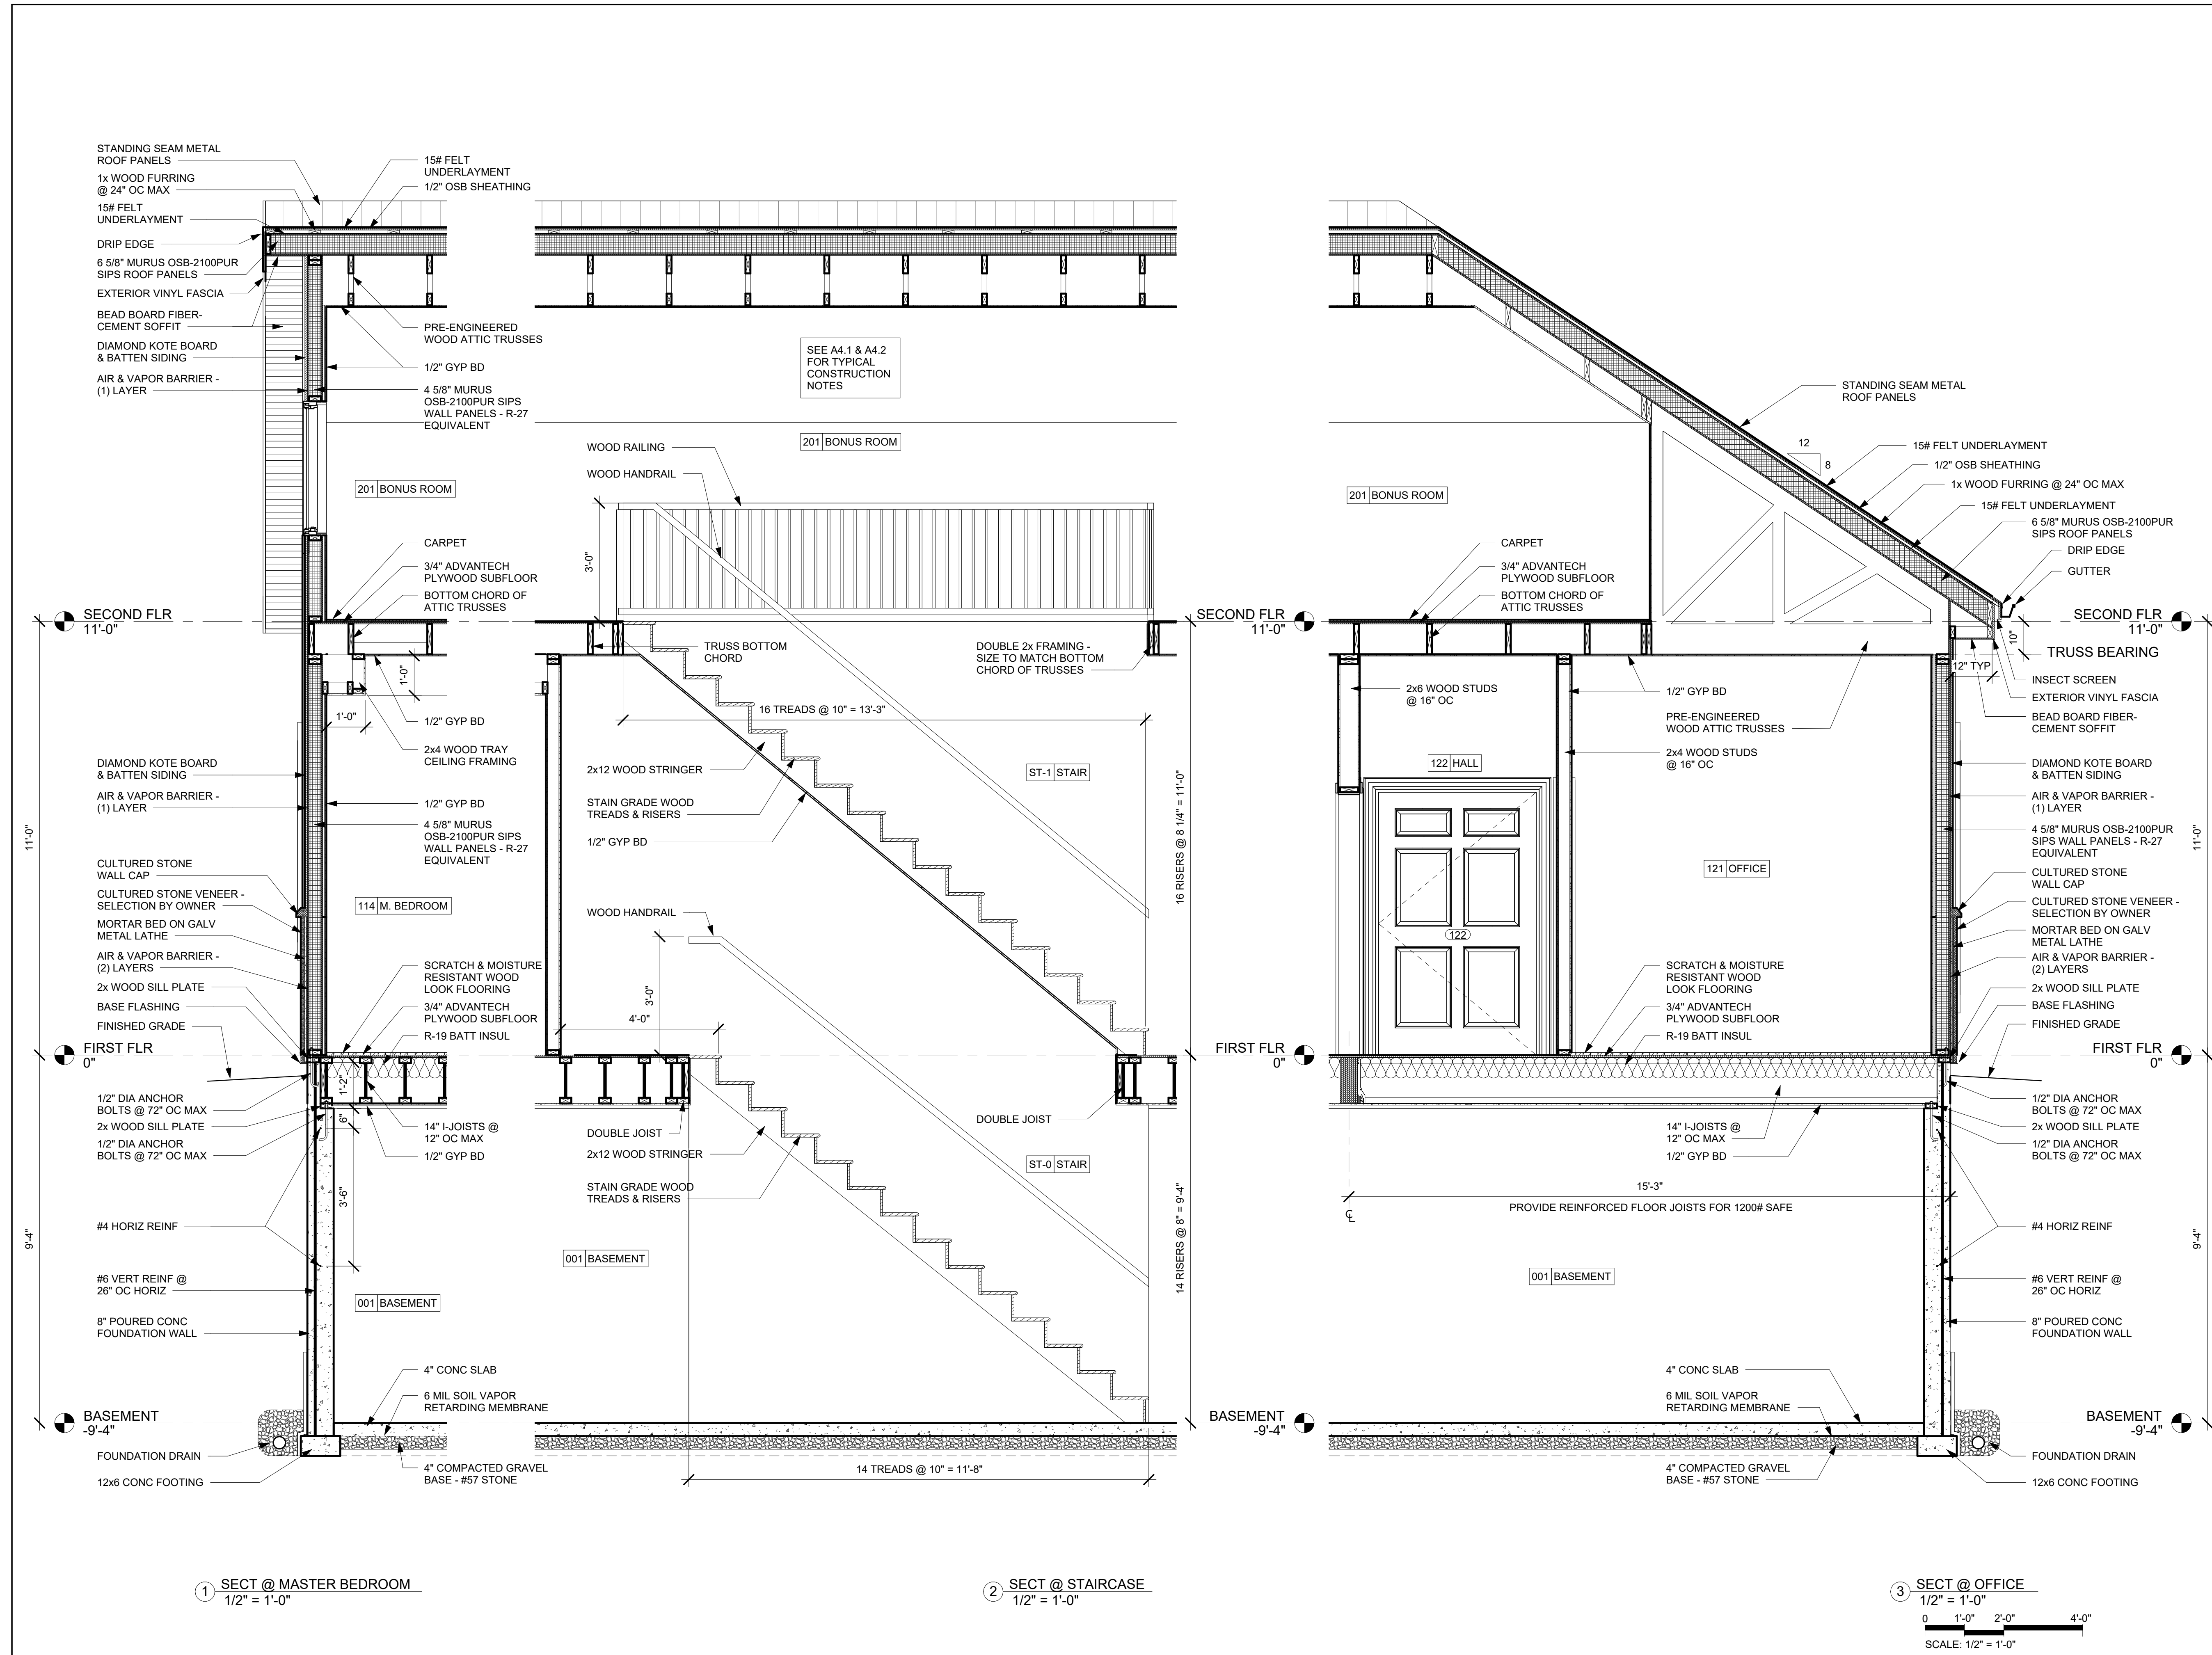 STANDING SEAM METAL
ROOF PANELS
1x WOOD FURRING
@ 24" OC MAX
15# FELT
UNDERLAYMENT
DRIP EDGE
6 5/8" MURUS OSB-2100PUR
SIPS ROOF PANELS
EXTERIOR VINYL FASCIA
BEAD BOARD FIBER-
CEMENT SOFFIT
DIAMOND KOTE BOARD
& BATTEN SIDING
AIR & VAPOR BARRIER -
(1) LAYER
15# FELT
UNDERLAYMENT
1/2" OSB SHEATHING
PRE-ENGINEERED
WOOD ATTIC TRUSSES
1/2" GYP BD
4 5/8" MURUS
OSB-2100PUR SIPS
WALL PANELS - R-27
EQUIVALENT
201 BONUS ROOM
CARPET
3/4" ADVANTECH
PLYWOOD SUBFLOOR
BOTTOM CHORD OF
ATTIC TRUSSES
SECOND FLR
11'-0"
1'-0"
1'-0"
1/2" GYP BD
2x4 WOOD TRAY
CEILING FRAMING
DIAMOND KOTE BOARD
& BATTEN SIDING
AIR & VAPOR BARRIER -
(1) LAYER
1/2" GYP BD
4 5/8" MURUS
OSB-2100PUR SIPS
WALL PANELS - R-27
EQUIVALENT
11'-0"
CULTURED STONE
WALL CAP
CULTURED STONE VENEER -
SELECTION BY OWNER
MORTAR BED ON GALV
METAL LATHE
AIR & VAPOR BARRIER -
(2) LAYERS
2x WOOD SILL PLATE
BASE FLASHING
FINISHED GRADE
114 M. BEDROOM
SCRATCH & MOISTURE
RESISTANT WOOD
LOOK FLOORING
3/4" ADVANTECH
PLYWOOD SUBFLOOR
R-19 BATT INSUL
FIRST FLR
0"
1/2" DIA ANCHOR
BOLTS @ 72" OC MAX
2x WOOD SILL PLATE
1/2" DIA ANCHOR
BOLTS @ 72" OC MAX
1'-2"
6"
3'-6"
14" I-JOISTS @
12" OC MAX
1/2" GYP BD
#4 HORIZ REINF
9'-4"
#6 VERT REINF @
26" OC HORIZ
8" POURED CONC
FOUNDATION WALL
001 BASEMENT
4" CONC SLAB
6 MIL SOIL VAPOR
RETARDING MEMBRANE
BASEMENT
-9'-4"
FOUNDATION DRAIN
12x6 CONC FOOTING
4" COMPACTED GRAVEL
BASE - #57 STONE
1 SECT @ MASTER BEDROOM
1/2" = 1'-0"
SEE A4.1 & A4.2
FOR TYPICAL
CONSTRUCTION
NOTES
201 BONUS ROOM
WOOD RAILING
WOOD HANDRAIL
3'-0"
TRUSS BOTTOM
CHORD
DOUBLE 2x FRAMING -
SIZE TO MATCH BOTTOM
CHORD OF TRUSSES
16 TREADS @ 10" = 13'-3"
2x12 WOOD STRINGER
ST-1 STAIR
STAIN GRADE WOOD
TREADS & RISERS
1/2" GYP BD
16 RISERS @ 8 1/4" = 11'-0"
WOOD HANDRAIL
3'-0"
4'-0"
DOUBLE JOIST
DOUBLE JOIST
2x12 WOOD STRINGER
ST-0 STAIR
STAIN GRADE WOOD
TREADS & RISERS
14 RISERS @ 8" = 9'-4"
001 BASEMENT
14 TREADS @ 10" = 11'-8"
SECOND FLR
11'-0"
FIRST FLR
0"
BASEMENT
-9'-4"
2 SECT @ STAIRCASE
1/2" = 1'-0"
STANDING SEAM METAL
ROOF PANELS
12
8
15# FELT UNDERLAYMENT
1/2" OSB SHEATHING
1x WOOD FURRING @ 24" OC MAX
15# FELT UNDERLAYMENT
6 5/8" MURUS OSB-2100PUR
SIPS ROOF PANELS
DRIP EDGE
GUTTER
201 BONUS ROOM
CARPET
3/4" ADVANTECH
PLYWOOD SUBFLOOR
BOTTOM CHORD OF
ATTIC TRUSSES
SECOND FLR
11'-0"
10"
TRUSS BEARING
12" TYP
INSECT SCREEN
EXTERIOR VINYL FASCIA
BEAD BOARD FIBER-
CEMENT SOFFIT
2x6 WOOD STUDS
@ 16" OC
1/2" GYP BD
PRE-ENGINEERED
WOOD ATTIC TRUSSES
2x4 WOOD STUDS
@ 16" OC
122 HALL
122
121 OFFICE
DIAMOND KOTE BOARD
& BATTEN SIDING
AIR & VAPOR BARRIER -
(1) LAYER
4 5/8" MURUS OSB-2100PUR
SIPS WALL PANELS - R-27
EQUIVALENT
11'-0"
CULTURED STONE
WALL CAP
CULTURED STONE VENEER -
SELECTION BY OWNER
MORTAR BED ON GALV
METAL LATHE
AIR & VAPOR BARRIER -
(2) LAYERS
2x WOOD SILL PLATE
BASE FLASHING
FINISHED GRADE
SCRATCH & MOISTURE
RESISTANT WOOD
LOOK FLOORING
3/4" ADVANTECH
PLYWOOD SUBFLOOR
R-19 BATT INSUL
FIRST FLR
0"
14" I-JOISTS @
12" OC MAX
1/2" GYP BD
1/2" DIA ANCHOR
BOLTS @ 72" OC MAX
2x WOOD SILL PLATE
1/2" DIA ANCHOR
BOLTS @ 72" OC MAX
15'-3"
PROVIDE REINFORCED FLOOR JOISTS FOR 1200# SAFE
CL
#4 HORIZ REINF
9'-4"
001 BASEMENT
#6 VERT REINF @
26" OC HORIZ
8" POURED CONC
FOUNDATION WALL
4" CONC SLAB
6 MIL SOIL VAPOR
RETARDING MEMBRANE
BASEMENT
-9'-4"
FOUNDATION DRAIN
4" COMPACTED GRAVEL
BASE - #57 STONE
12x6 CONC FOOTING
3 SECT @ OFFICE
1/2" = 1'-0"
0 1'-0" 2'-0" 4'-0"
SCALE: 1/2" = 1'-0"